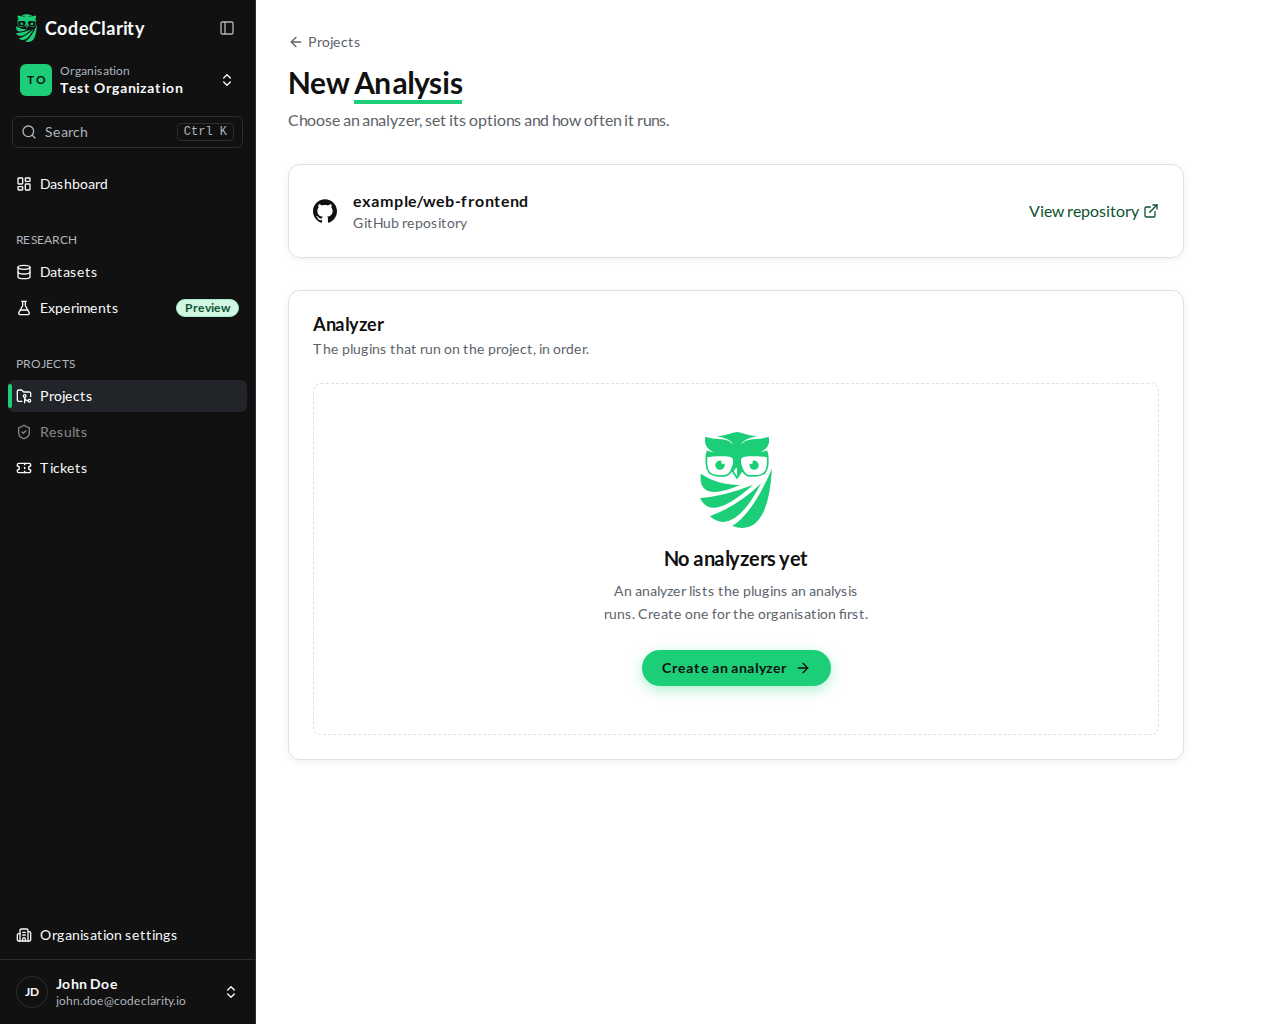 CodeClarity
TO
Organisation
Test Organization
Search
Ctrl K
Dashboard
RESEARCH
Datasets
Experiments
Preview
PROJECTS
Projects
Results
Tickets
Organisation settings
JD
John Doe
john.doe@codeclarity.io
Projects
New Analysis
Choose an analyzer, set its options and how often it runs.
example/web-frontend
GitHub repository
View repository
Analyzer
The plugins that run on the project, in order.
No analyzers yet
An analyzer lists the plugins an analysis
runs. Create one for the organisation first.
Create an analyzer